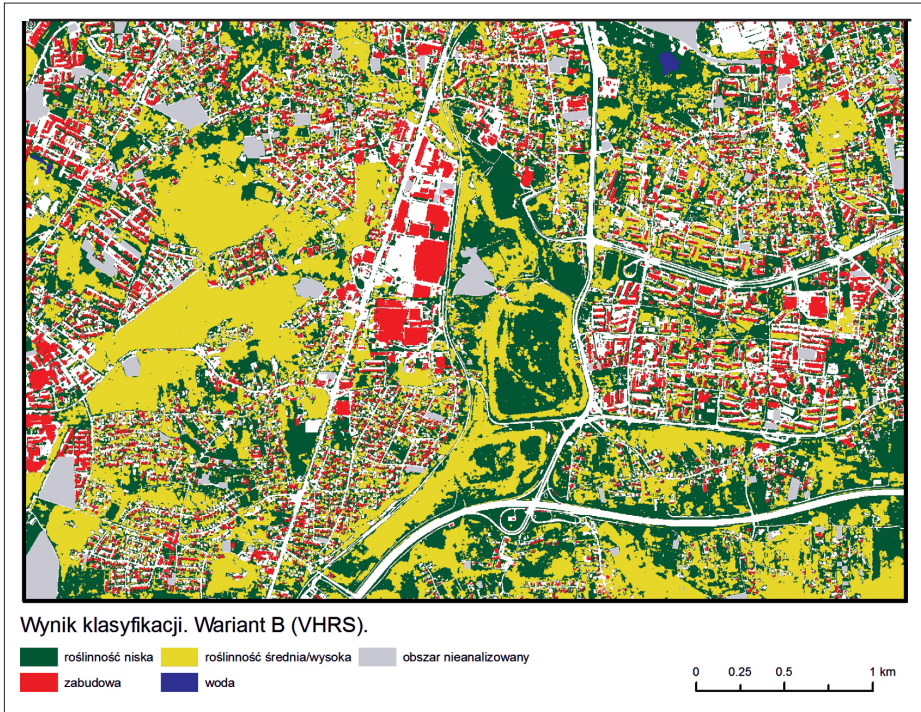 Wynik klasyfikacji. Wariant B (VHRS).
roślinność niska
roślinność średnia/wysoka
obszar nieanalizowany
zabudowa
woda
0 0.25 0.5 1 km